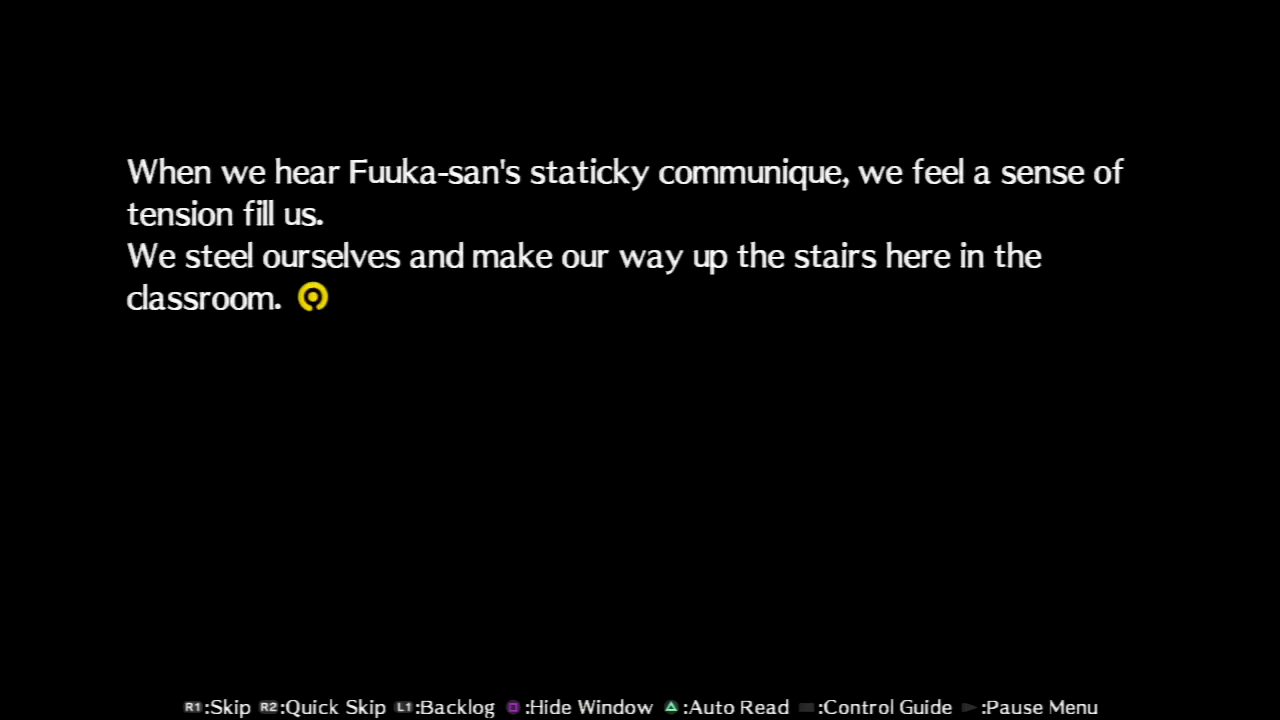 When we hear Fuuka-san's staticky communique, we feel a sense of
tension fill us.
We steel ourselves and make our way up the stairs here in the
classroom.
R1:Skip R2:Quick Skip L1:Backlog :Hide Window :Auto Read :Control Guide :Pause Menu